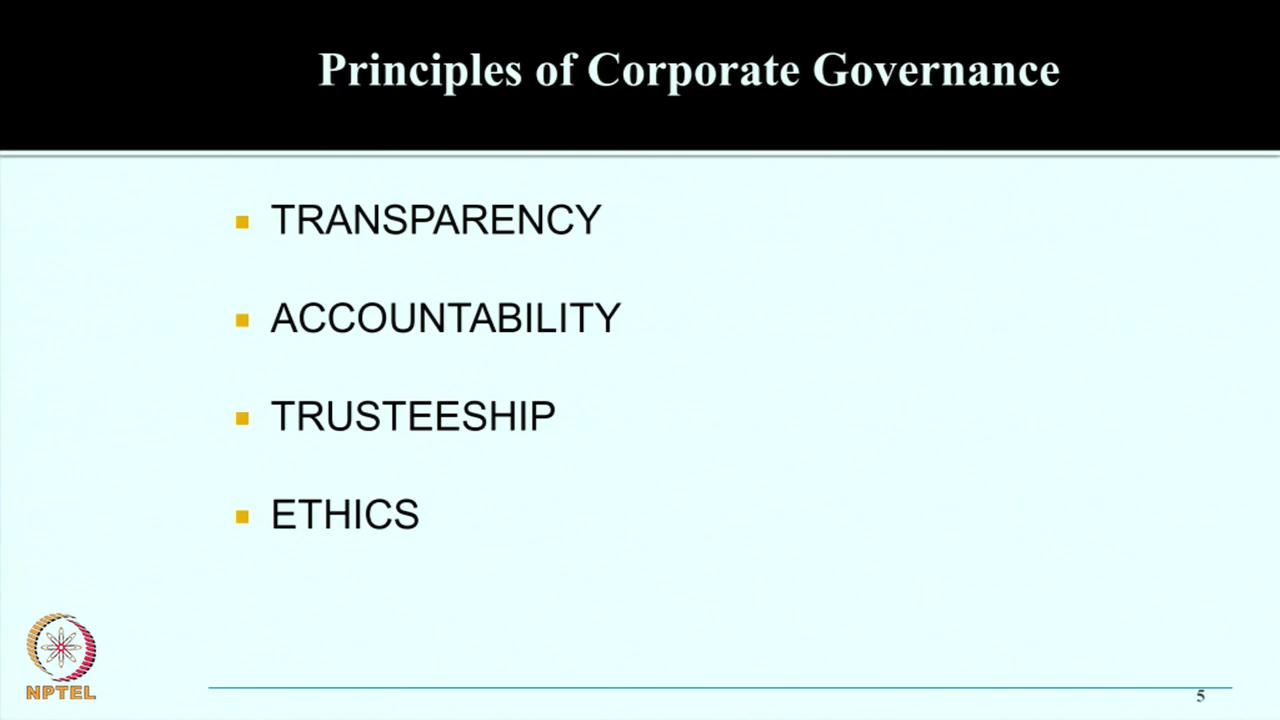 Principles of Corporate Governance
TRANSPARENCY
ACCOUNTABILITY
TRUSTEESHIP
ETHICS
NPTEL
5